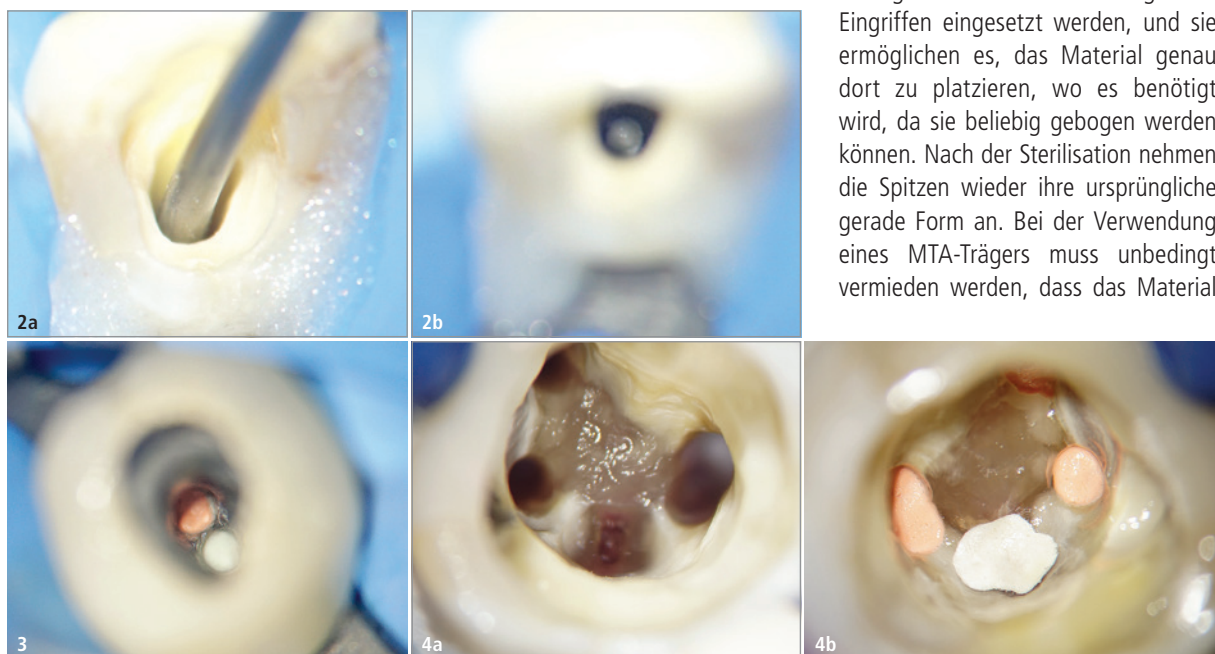 Eingriffen eingesetzt werden, und sie
ermöglichen es, das Material genau
dort zu platzieren, wo es benötigt
wird, da sie beliebig gebogen werden
können. Nach der Sterilisation nehmen
die Spitzen wieder ihre ursprüngliche
gerade Form an. Bei der Verwendung
eines MTA-Trägers muss unbedingt
vermieden werden, dass das Material
2a
2b
3
4a
4b